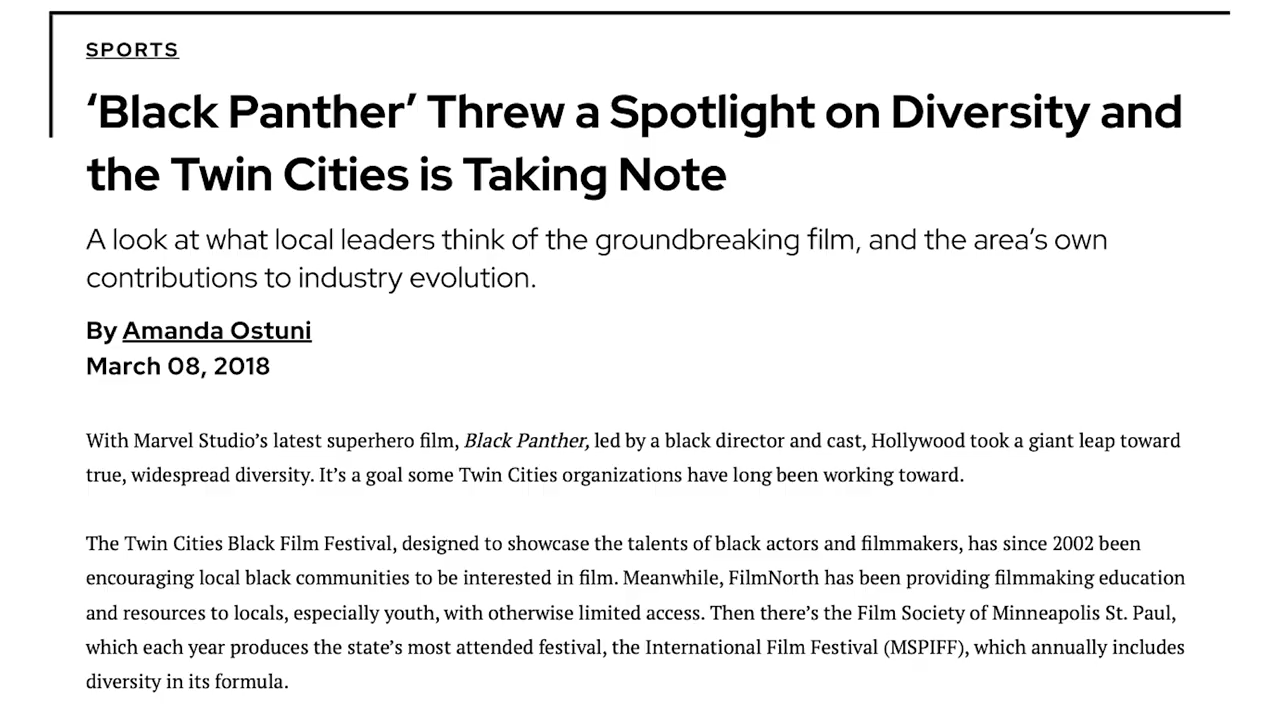 SPORTS
‘Black Panther’ Threw a Spotlight on Diversity and
the Twin Cities is Taking Note
A look at what local leaders think of the groundbreaking film, and the area’s own
contributions to industry evolution.
By Amanda Ostuni
March 08, 2018
With Marvel Studio’s latest superhero film, Black Panther, led by a black director and cast, Hollywood took a giant leap toward
true, widespread diversity. It’s a goal some Twin Cities organizations have long been working toward.
The Twin Cities Black Film Festival, designed to showcase the talents of black actors and filmmakers, has since 2002 been
encouraging local black communities to be interested in film. Meanwhile, FilmNorth has been providing filmmaking education
and resources to locals, especially youth, with otherwise limited access. Then there’s the Film Society of Minneapolis St. Paul,
which each year produces the state’s most attended festival, the International Film Festival (MSPIFF), which annually includes
diversity in its formula.